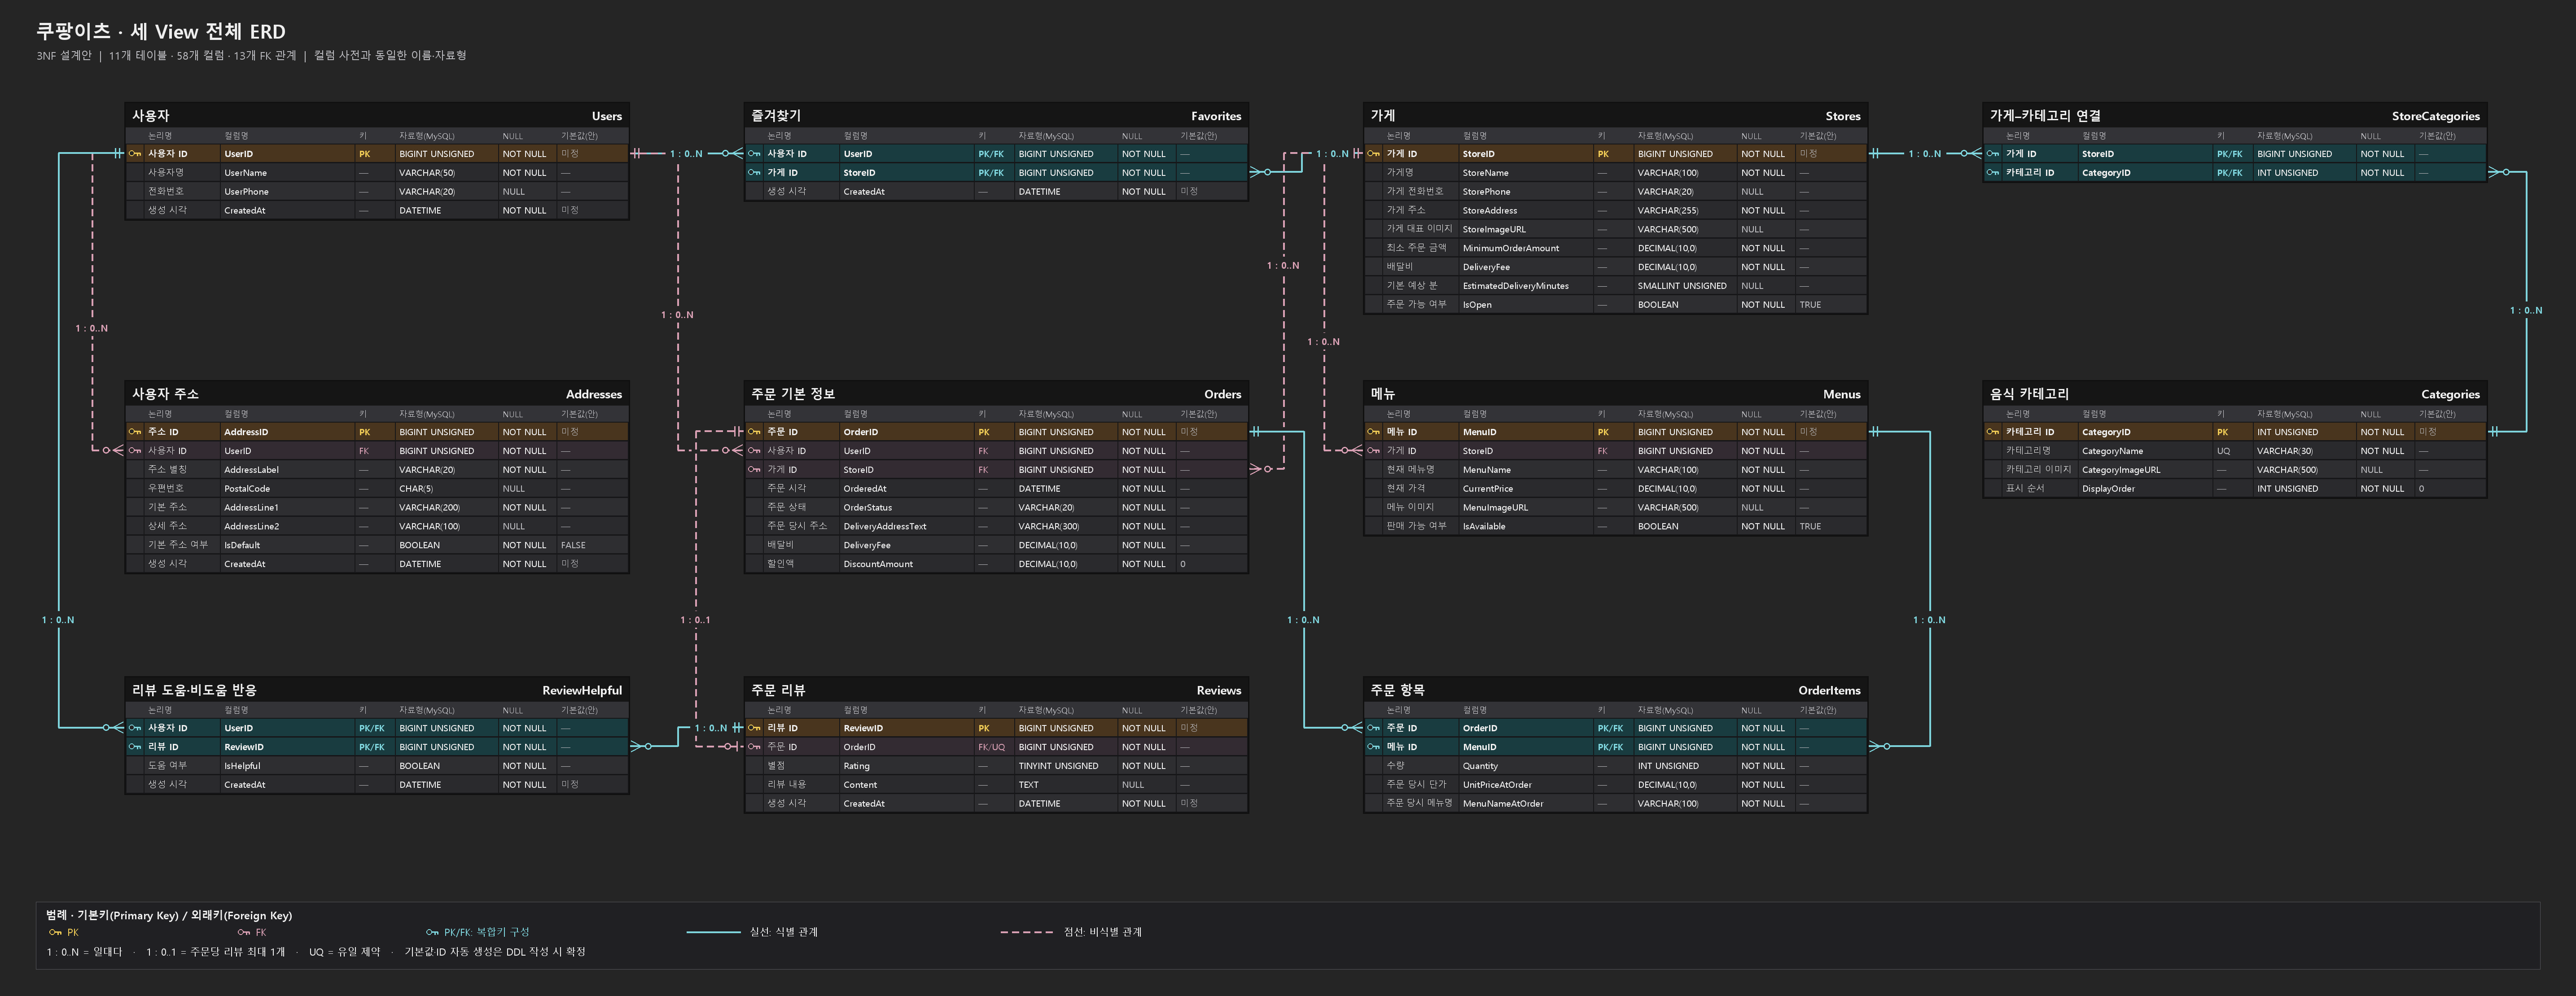 쿠팡이츠 · 세 View 전체 ERD
3NF 설계안 | 11개 테이블 · 58개 컬럼 · 13개 FK 관계 | 컬럼 사전과 동일한 이름·자료형
사용자 Users
논리명 컬럼명 키 자료형(MySQL) NULL 기본값(안)
사용자 ID UserID PK BIGINT UNSIGNED NOT NULL 미정
사용자명 UserName — VARCHAR(50) NOT NULL —
전화번호 UserPhone — VARCHAR(20) NULL —
생성 시각 CreatedAt — DATETIME NOT NULL 미정
1 : 0..N
즐겨찾기 Favorites
논리명 컬럼명 키 자료형(MySQL) NULL 기본값(안)
사용자 ID UserID PK/FK BIGINT UNSIGNED NOT NULL —
가게 ID StoreID PK/FK BIGINT UNSIGNED NOT NULL —
생성 시각 CreatedAt — DATETIME NOT NULL 미정
1 : 0..N
가게 Stores
논리명 컬럼명 키 자료형(MySQL) NULL 기본값(안)
가게 ID StoreID PK BIGINT UNSIGNED NOT NULL 미정
가게명 StoreName — VARCHAR(100) NOT NULL —
가게 전화번호 StorePhone — VARCHAR(20) NULL —
가게 주소 StoreAddress — VARCHAR(255) NOT NULL —
가게 대표 이미지 StoreImageURL — VARCHAR(500) NULL —
최소 주문 금액 MinimumOrderAmount — DECIMAL(10,0) NOT NULL —
배달비 DeliveryFee — DECIMAL(10,0) NOT NULL —
기본 예상 분 EstimatedDeliveryMinutes — SMALLINT UNSIGNED NULL —
주문 가능 여부 IsOpen — BOOLEAN NOT NULL TRUE
1 : 0..N
가게–카테고리 연결 StoreCategories
논리명 컬럼명 키 자료형(MySQL) NULL 기본값(안)
가게 ID StoreID PK/FK BIGINT UNSIGNED NOT NULL —
카테고리 ID CategoryID PK/FK INT UNSIGNED NOT NULL —
1 : 0..N
1 : 0..N
1 : 0..N
1 : 0..N
1 : 0..N
사용자 주소 Addresses
논리명 컬럼명 키 자료형(MySQL) NULL 기본값(안)
주소 ID AddressID PK BIGINT UNSIGNED NOT NULL 미정
사용자 ID UserID FK BIGINT UNSIGNED NOT NULL —
주소 별칭 AddressLabel — VARCHAR(20) NOT NULL —
우편번호 PostalCode — CHAR(5) NULL —
기본 주소 AddressLine1 — VARCHAR(200) NOT NULL —
상세 주소 AddressLine2 — VARCHAR(100) NULL —
기본 주소 여부 IsDefault — BOOLEAN NOT NULL FALSE
생성 시각 CreatedAt — DATETIME NOT NULL 미정
주문 기본 정보 Orders
논리명 컬럼명 키 자료형(MySQL) NULL 기본값(안)
주문 ID OrderID PK BIGINT UNSIGNED NOT NULL 미정
사용자 ID UserID FK BIGINT UNSIGNED NOT NULL —
가게 ID StoreID FK BIGINT UNSIGNED NOT NULL —
주문 시각 OrderedAt — DATETIME NOT NULL —
주문 상태 OrderStatus — VARCHAR(20) NOT NULL —
주문 당시 주소 DeliveryAddressText — VARCHAR(300) NOT NULL —
배달비 DeliveryFee — DECIMAL(10,0) NOT NULL —
할인액 DiscountAmount — DECIMAL(10,0) NOT NULL 0
메뉴 Menus
논리명 컬럼명 키 자료형(MySQL) NULL 기본값(안)
메뉴 ID MenuID PK BIGINT UNSIGNED NOT NULL 미정
가게 ID StoreID FK BIGINT UNSIGNED NOT NULL —
현재 메뉴명 MenuName — VARCHAR(100) NOT NULL —
현재 가격 CurrentPrice — DECIMAL(10,0) NOT NULL —
메뉴 이미지 MenuImageURL — VARCHAR(500) NULL —
판매 가능 여부 IsAvailable — BOOLEAN NOT NULL TRUE
음식 카테고리 Categories
논리명 컬럼명 키 자료형(MySQL) NULL 기본값(안)
카테고리 ID CategoryID PK INT UNSIGNED NOT NULL 미정
카테고리명 CategoryName UQ VARCHAR(30) NOT NULL —
카테고리 이미지 CategoryImageURL — VARCHAR(500) NULL —
표시 순서 DisplayOrder — INT UNSIGNED NOT NULL 0
1 : 0..N
1 : 0..1
1 : 0..N
1 : 0..N
리뷰 도움·비도움 반응 ReviewHelpful
논리명 컬럼명 키 자료형(MySQL) NULL 기본값(안)
사용자 ID UserID PK/FK BIGINT UNSIGNED NOT NULL —
리뷰 ID ReviewID PK/FK BIGINT UNSIGNED NOT NULL —
도움 여부 IsHelpful — BOOLEAN NOT NULL —
생성 시각 CreatedAt — DATETIME NOT NULL 미정
1 : 0..N
주문 리뷰 Reviews
논리명 컬럼명 키 자료형(MySQL) NULL 기본값(안)
리뷰 ID ReviewID PK BIGINT UNSIGNED NOT NULL 미정
주문 ID OrderID FK/UQ BIGINT UNSIGNED NOT NULL —
별점 Rating — TINYINT UNSIGNED NOT NULL —
리뷰 내용 Content — TEXT NULL —
생성 시각 CreatedAt — DATETIME NOT NULL 미정
주문 항목 OrderItems
논리명 컬럼명 키 자료형(MySQL) NULL 기본값(안)
주문 ID OrderID PK/FK BIGINT UNSIGNED NOT NULL —
메뉴 ID MenuID PK/FK BIGINT UNSIGNED NOT NULL —
수량 Quantity — INT UNSIGNED NOT NULL —
주문 당시 단가 UnitPriceAtOrder — DECIMAL(10,0) NOT NULL —
주문 당시 메뉴명 MenuNameAtOrder — VARCHAR(100) NOT NULL —
범례 · 기본키(Primary Key) / 외래키(Foreign Key)
PK FK PK/FK: 복합키 구성 실선: 식별 관계 점선: 비식별 관계
1 : 0..N = 일대다 · 1 : 0..1 = 주문당 리뷰 최대 1개 · UQ = 유일 제약 · 기본값·ID 자동 생성은 DDL 작성 시 확정